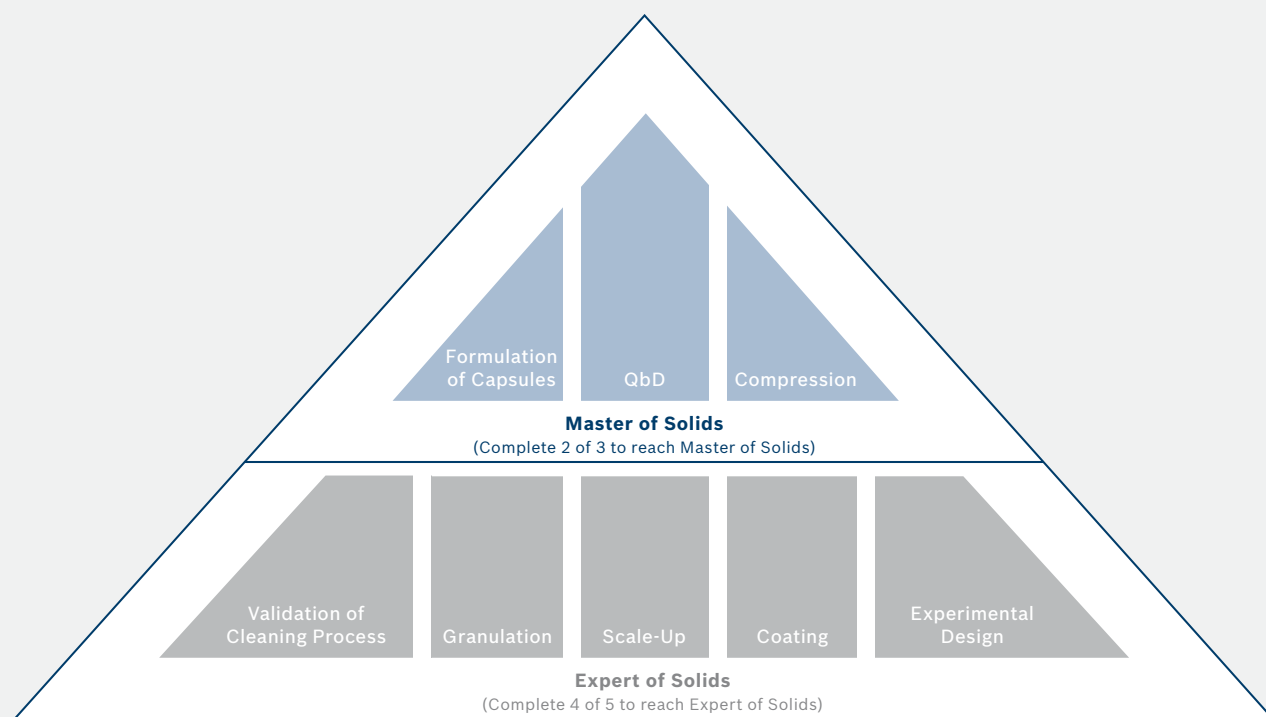 Formulation
of Capsules
QbD
Compression
Master of Solids
(Complete 2 of 3 to reach Master of Solids)
Validation of
Cleaning Process
Granulation
Scale-Up
Coating
Experimental
Design
Expert of Solids
(Complete 4 of 5 to reach Expert of Solids)